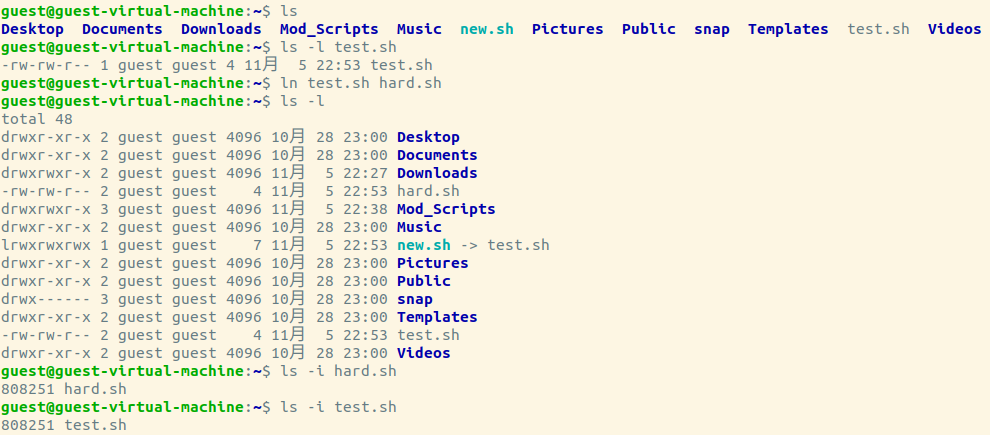 guest@guest-virtual-machine:~$ ls
Desktop  Documents  Downloads  Mod_Scripts  Music  new.sh  Pictures  Public  snap  Templates  test.sh  Videos
guest@guest-virtual-machine:~$ ls -l test.sh
-rw-rw-r-- 1 guest guest 4 11月  5 22:53 test.sh
guest@guest-virtual-machine:~$ ln test.sh hard.sh
guest@guest-virtual-machine:~$ ls -l
total 48
drwxr-xr-x 2 guest guest 4096 10月 28 23:00 Desktop
drwxr-xr-x 2 guest guest 4096 10月 28 23:00 Documents
drwxrwxr-x 2 guest guest 4096 11月  5 22:27 Downloads
-rw-rw-r-- 2 guest guest    4 11月  5 22:53 hard.sh
drwxrwxr-x 3 guest guest 4096 11月  5 22:38 Mod_Scripts
drwxr-xr-x 2 guest guest 4096 10月 28 23:00 Music
lrwxrwxrwx 1 guest guest    7 11月  5 22:53 new.sh -> test.sh
drwxr-xr-x 2 guest guest 4096 10月 28 23:00 Pictures
drwxr-xr-x 2 guest guest 4096 10月 28 23:00 Public
drwx------ 3 guest guest 4096 10月 28 23:00 snap
drwxr-xr-x 2 guest guest 4096 10月 28 23:00 Templates
-rw-rw-r-- 2 guest guest    4 11月  5 22:53 test.sh
drwxr-xr-x 2 guest guest 4096 10月 28 23:00 Videos
guest@guest-virtual-machine:~$ ls -i hard.sh
808251 hard.sh
guest@guest-virtual-machine:~$ ls -i test.sh
808251 test.sh